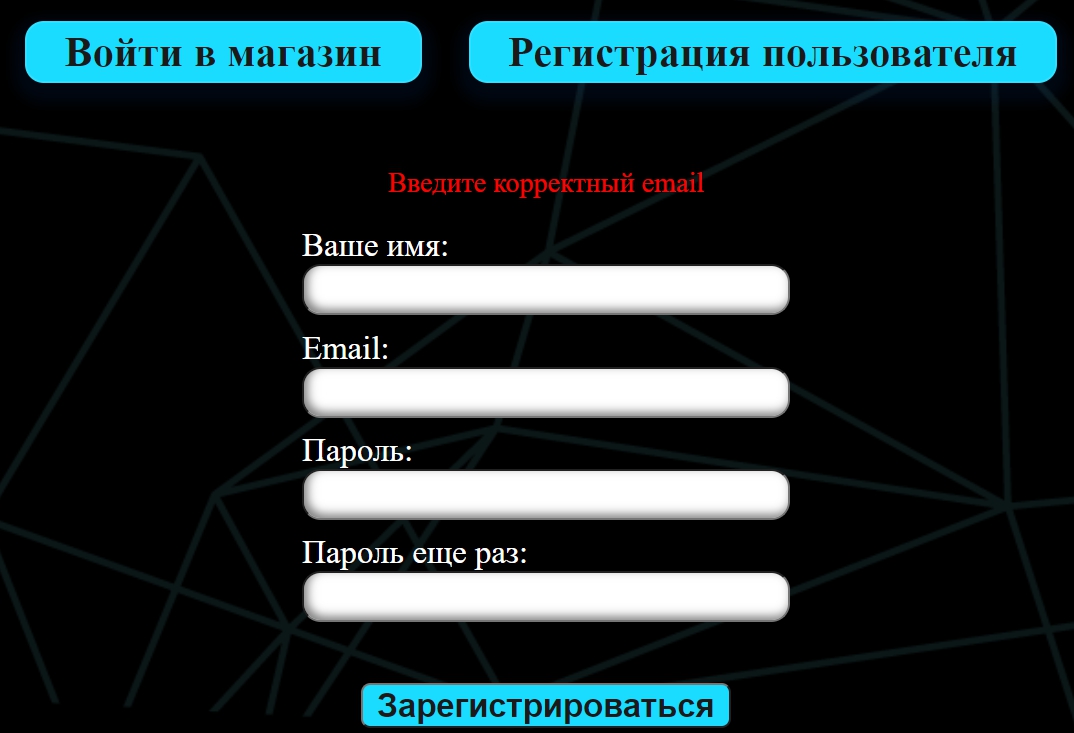 Войти в магазин
Регистрация пользователя
Введите корректный email
Ваше имя:
Email:
Пароль:
Пароль еще раз:
Зарегистрироваться